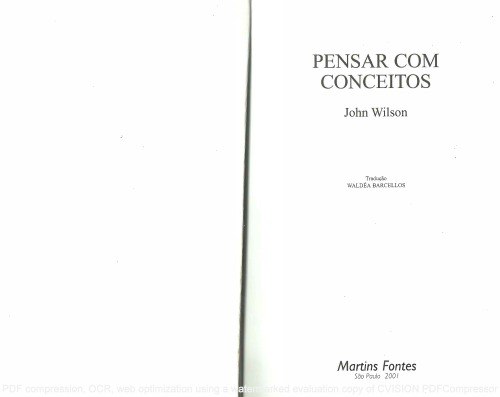 PENSAR COM
CONCEITOS
John Wilson
Tradução
WALDÉA BARCELLOS
Martins Fontes
São Paulo 2001
PDF compression, OCR, web optimization using a watermarked evaluation copy of CVISION PDFCompressor